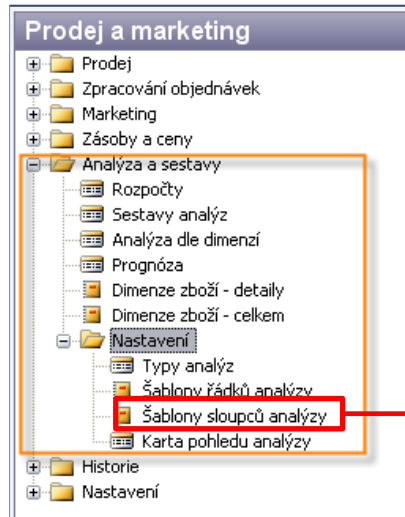 Prodej a marketing
Prodej
Zpracování objednávek
Marketing
Zásoby a ceny
Analýza a sestavy
Rozpočty
Sestavy analýz
Analýza dle dimenzí
Prognóza
Dimenze zboží - detaily
Dimenze zboží - celkem
Nastavení
Typy analýz
Šablony řádků analýzy
Šablony sloupců analýzy
Karta pohledu analýzy
Historie
Nastavení